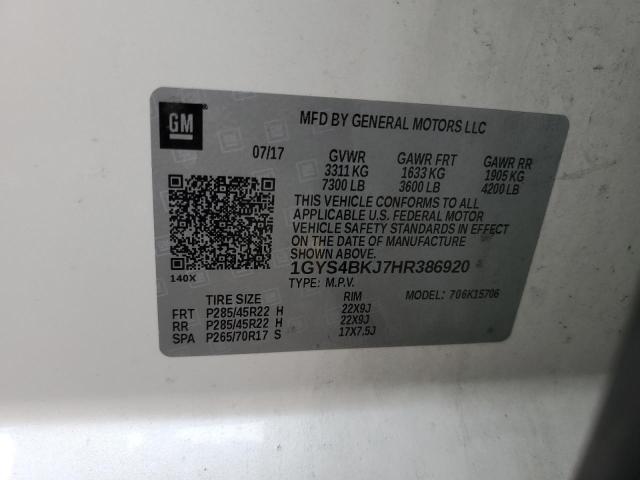 GM
MFD BY GENERAL MOTORS LLC
07/17 GVWR GAWR FRT GAWR RR
3311 KG 1633 KG 1905 KG
7300 LB 3600 LB 4200 LB
THIS VEHICLE CONFORMS TO ALL
APPLICABLE U.S. FEDERAL MOTOR
VEHICLE SAFETY STANDARDS IN
EFFECT ON THE DATE OF MANUFACTURE
SHOWN ABOVE.
140X
1GYS4BKJ7HR386920
TYPE: M.P.V. MODEL: 706K15706
TIRE SIZE RIM
FRT P285/45R22 H 22X9J
RR P285/45R22 H 22X9J
SPA P265/70R17 S 17X7.5J